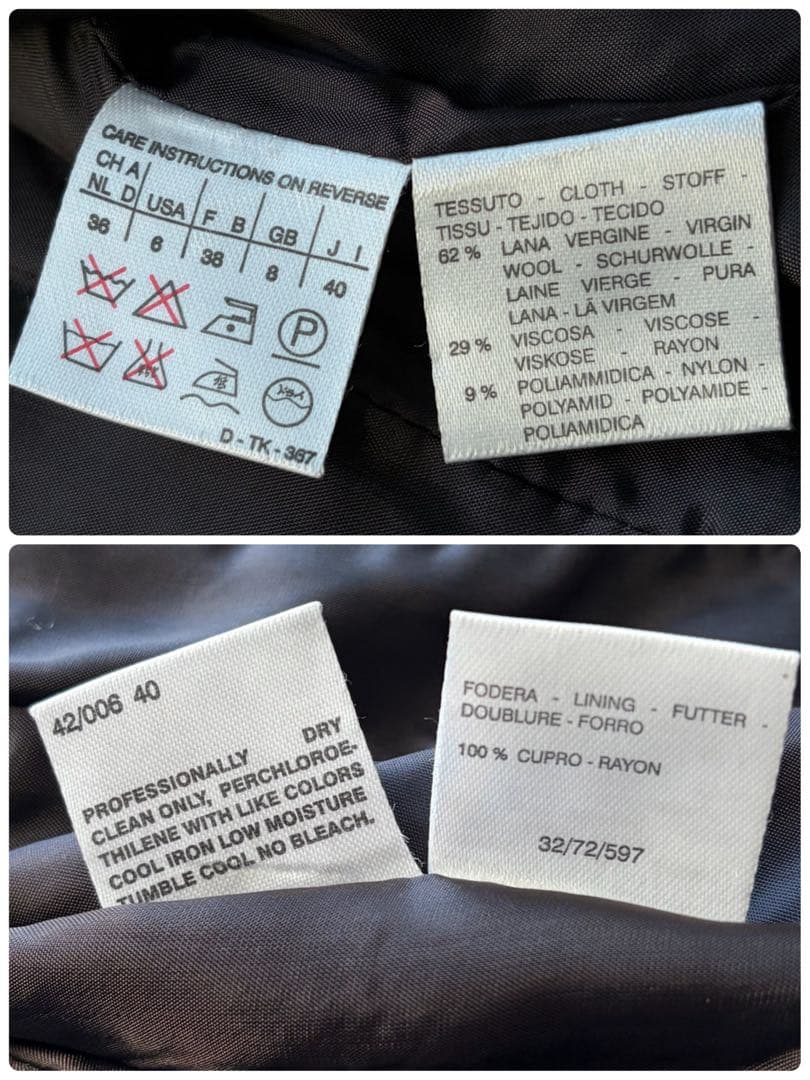 CARE INSTRUCTIONS ON REVERSE
CH A
NL D USA F B GB J I
36 6 38 8 40
P
D - TK - 367
TESSUTO - CLOTH - STOFF -
TISSU - TEJIDO - TECIDO
62 % LANA VERGINE - VIRGIN
WOOL - SCHURWOLLE -
LAINE VIERGE - PURA
LANA - LÃ VIRGEM
29 % VISCOSA - VISCOSE -
VISKOSE - RAYON
9 % POLIAMMIDICA - NYLON -
POLYAMID - POLYAMIDE -
POLIAMIDICA
42/006 40
PROFESSIONALLY DRY
CLEAN ONLY, PERCHLOROE-
THILENE WITH LIKE COLORS
COOL IRON LOW MOISTURE
TUMBLE COOL NO BLEACH.
FODERA - LINING - FUTTER -
DOUBLURE - FORRO
100 % CUPRO - RAYON
32/72/597